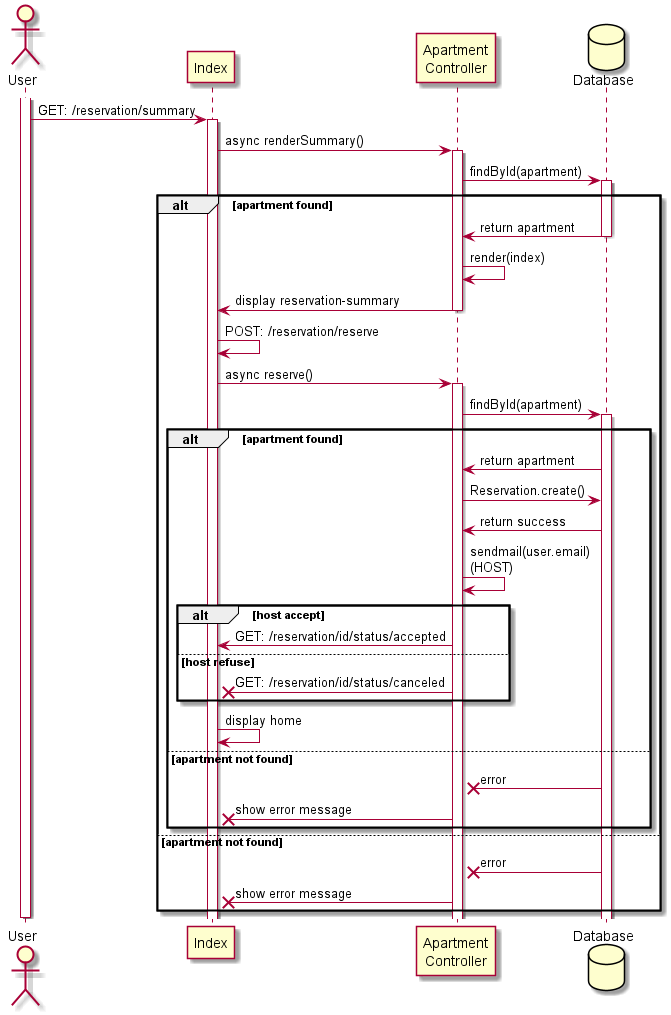 User
Index
Apartment
Controller
Database
GET: /reservation/summary
async renderSummary()
findById(apartment)
alt [apartment found]
return apartment
render(index)
display reservation-summary
POST: /reservation/reserve
async reserve()
findById(apartment)
alt [apartment found]
return apartment
Reservation.create()
return success
sendmail(user.email)
(HOST)
alt [host accept]
GET: /reservation/id/status/accepted
[host refuse]
GET: /reservation/id/status/canceled
display home
[apartment not found]
error
show error message
[apartment not found]
error
show error message
User
Index
Apartment
Controller
Database